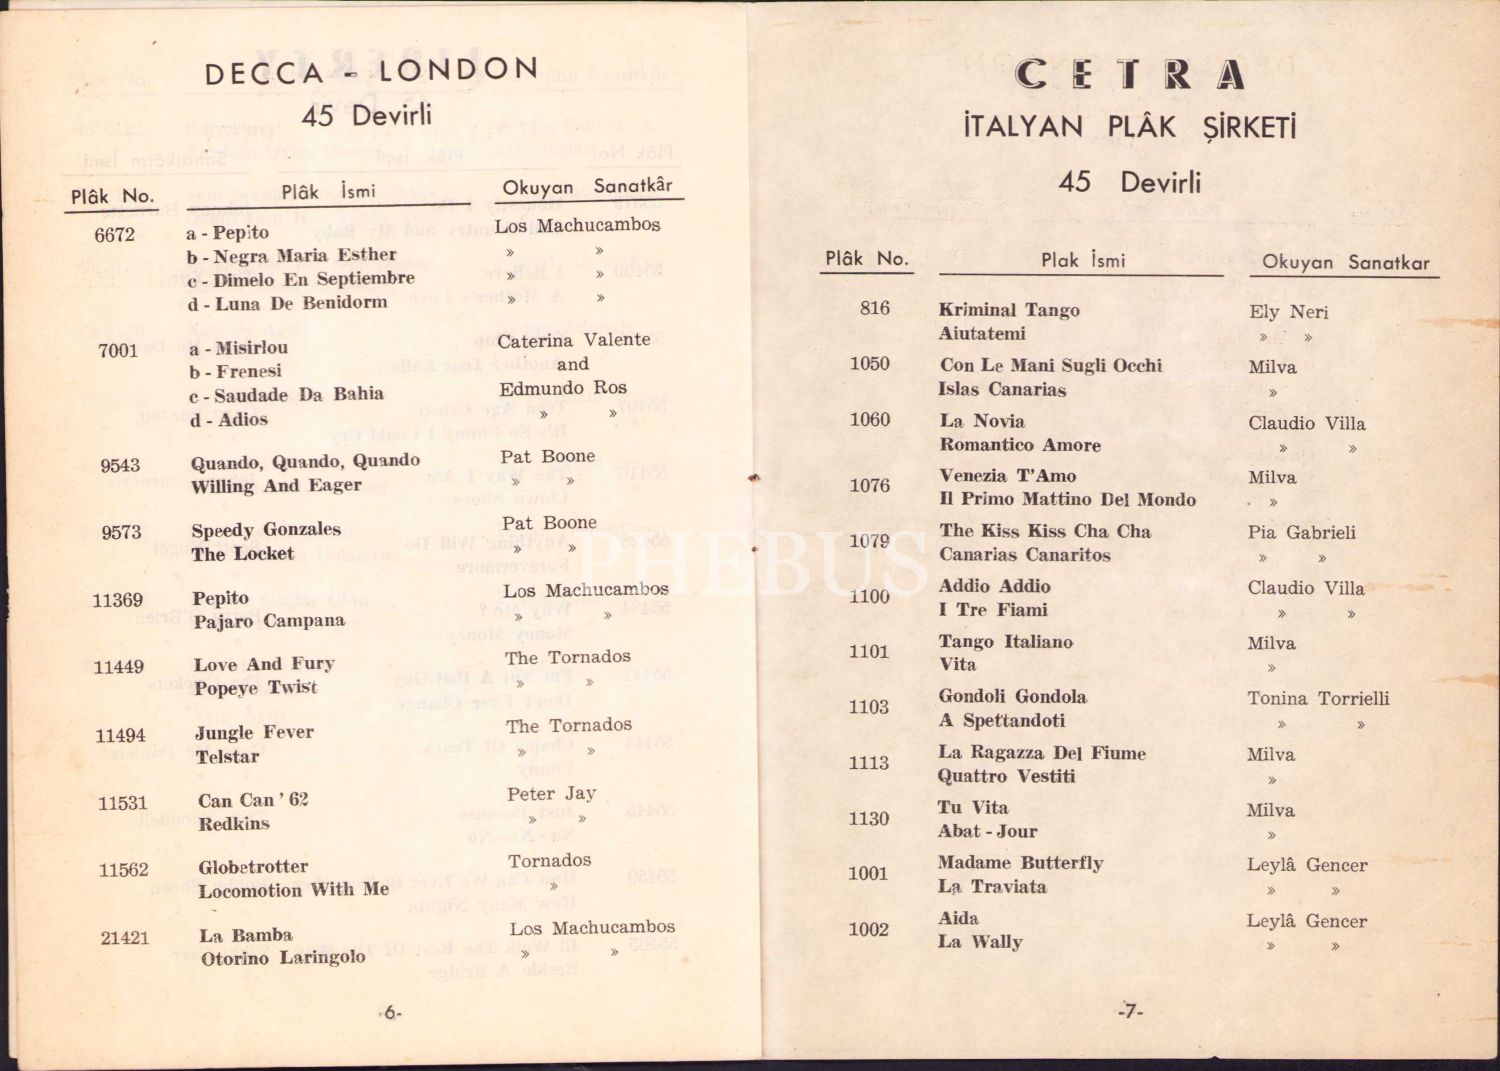 DECCA - LONDON
45 Devirli
Plâk No. Plâk İsmi Okuyan Sanatkâr
6672 a - Pepito Los Machucambos
b - Negra Maria Esther » »
c - Dimelo En Septiembre » »
d - Luna De Benidorm » »
7001 a - Misirlou Caterina Valente
b - Frenesi and
c - Saudade Da Bahia Edmundo Ros
d - Adios » »
9543 Quando, Quando, Quando Pat Boone
Willing And Eager » »
9573 Speedy Gonzales Pat Boone
The Locket » »
11369 Pepito Los Machucambos
Pajaro Campana » »
11449 Love And Fury The Tornados
Popeye Twist » »
11494 Jungle Fever The Tornados
Telstar » »
11531 Can Can ' 62 Peter Jay
Redkins » »
11562 Globetrotter Tornados
Locomotion With Me »
21421 La Bamba Los Machucambos
Otorino Laringolo » »
-6-
CETRA
İTALYAN PLÂK ŞİRKETİ
45 Devirli
Plâk No. Plak İsmi Okuyan Sanatkar
816 Kriminal Tango Ely Neri
Aiutatemi » »
1050 Con Le Mani Sugli Occhi Milva
Islas Canarias »
1060 La Novia Claudio Villa
Romantico Amore » »
1076 Venezia T'Amo Milva
Il Primo Mattino Del Mondo »
1079 The Kiss Kiss Cha Cha Pia Gabrieli
Canarias Canaritos » »
1100 Addio Addio Claudio Villa
I Tre Fiami » »
1101 Tango Italiano Milva
Vita »
1103 Gondoli Gondola Tonina Torrielli
A Spettandoti » »
1113 La Ragazza Del Fiume Milva
Quattro Vestiti »
1130 Tu Vita Milva
Abat - Jour »
1001 Madame Butterfly Leylâ Gencer
La Traviata » »
1002 Aida Leylâ Gencer
La Wally » »
-7-
PHEBUS